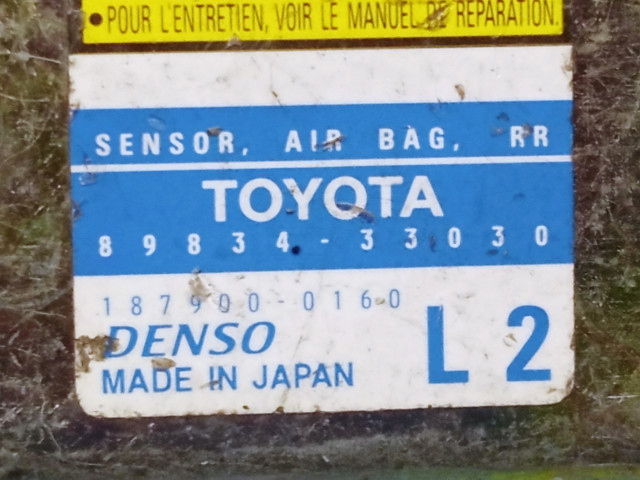 • POUR L'ENTRETIEN, VOIR LE MANUEL DE REPARATION.
SENSOR, AIR BAG, RR
TOYOTA
89834-33030
187900-0160
DENSO
MADE IN JAPAN
L2